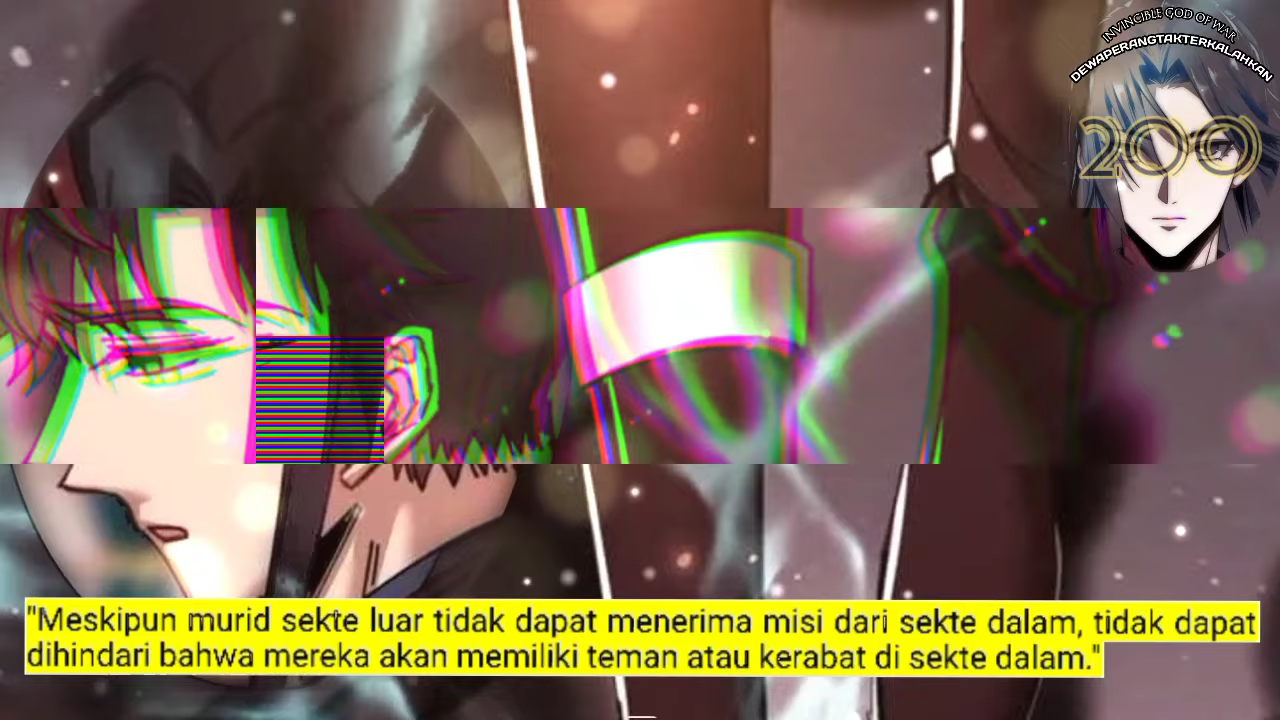 INVINCIBLE GOD OF WAR
DEWAPERANGTAKTERKALAHKAN
200
"Meskipun murid sekte luar tidak dapat menerima misi dari sekte dalam, tidak dapat
dihindari bahwa mereka akan memiliki teman atau kerabat di sekte dalam."